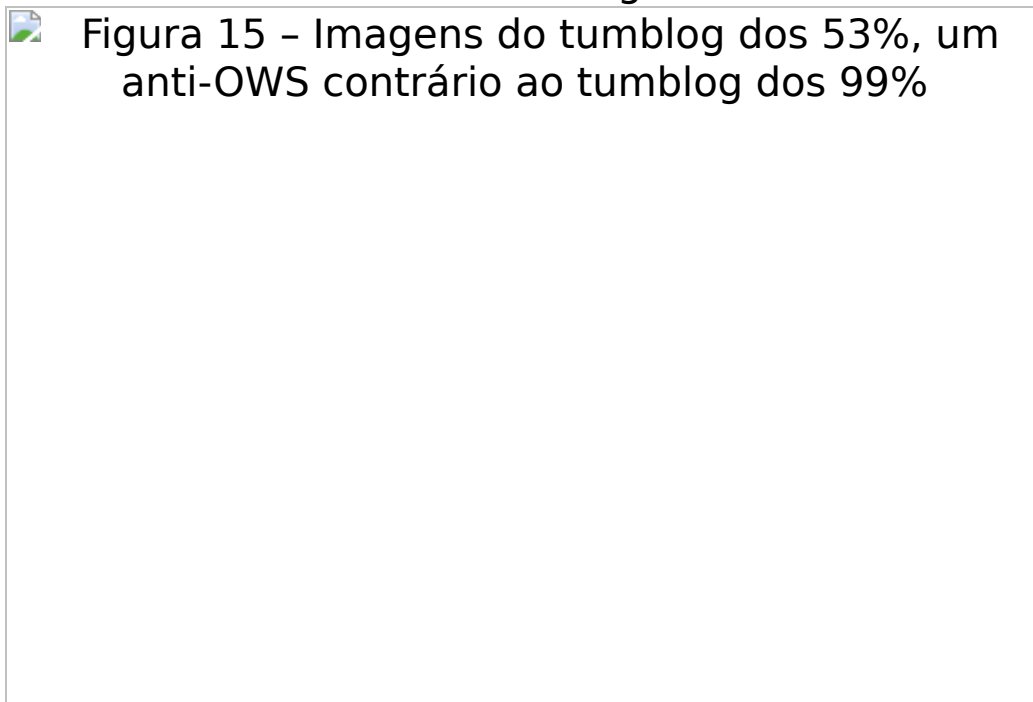 Figura 15 – Imagens do tumblog dos 53%, um
anti-OWS contrário ao tumblog dos 99%